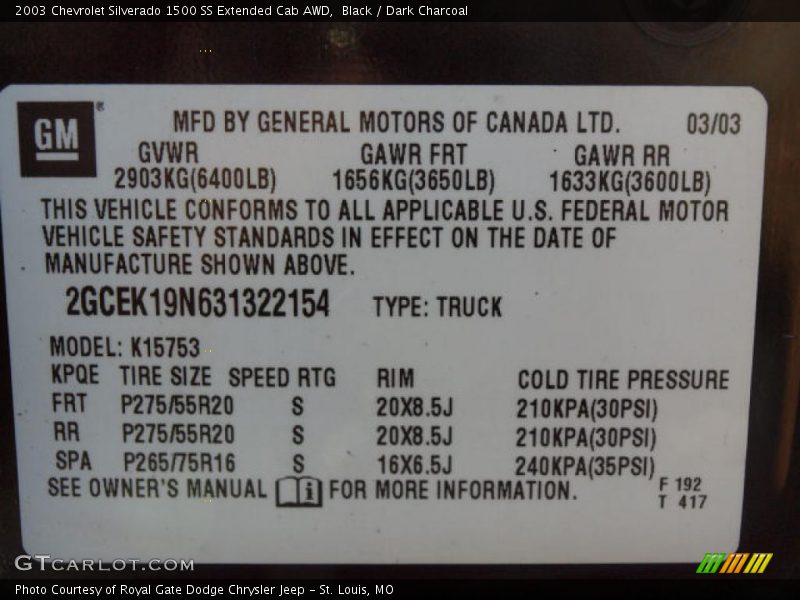 2003 Chevrolet Silverado 1500 SS Extended Cab AWD,  Black / Dark Charcoal
GM®
MFD BY GENERAL MOTORS OF CANADA LTD. 03/03
GVWR GAWR FRT GAWR RR
2903KG(6400LB) 1656KG(3650LB) 1633KG(3600LB)
THIS VEHICLE CONFORMS TO ALL APPLICABLE U.S. FEDERAL MOTOR
VEHICLE SAFETY STANDARDS IN EFFECT ON THE DATE OF
MANUFACTURE SHOWN ABOVE.
2GCEK19N631322154 TYPE: TRUCK
MODEL: K15753
KPQE TIRE SIZE SPEED RTG RIM COLD TIRE PRESSURE
FRT P275/55R20 S 20X8.5J 210KPA(30PSI)
RR P275/55R20 S 20X8.5J 210KPA(30PSI)
SPA P265/75R16 S 16X6.5J 240KPA(35PSI)
SEE OWNER'S MANUAL i FOR MORE INFORMATION.
F 192
T 417
GTCARLOT.COM
Photo Courtesy of Royal Gate Dodge Chrysler Jeep – St. Louis, MO